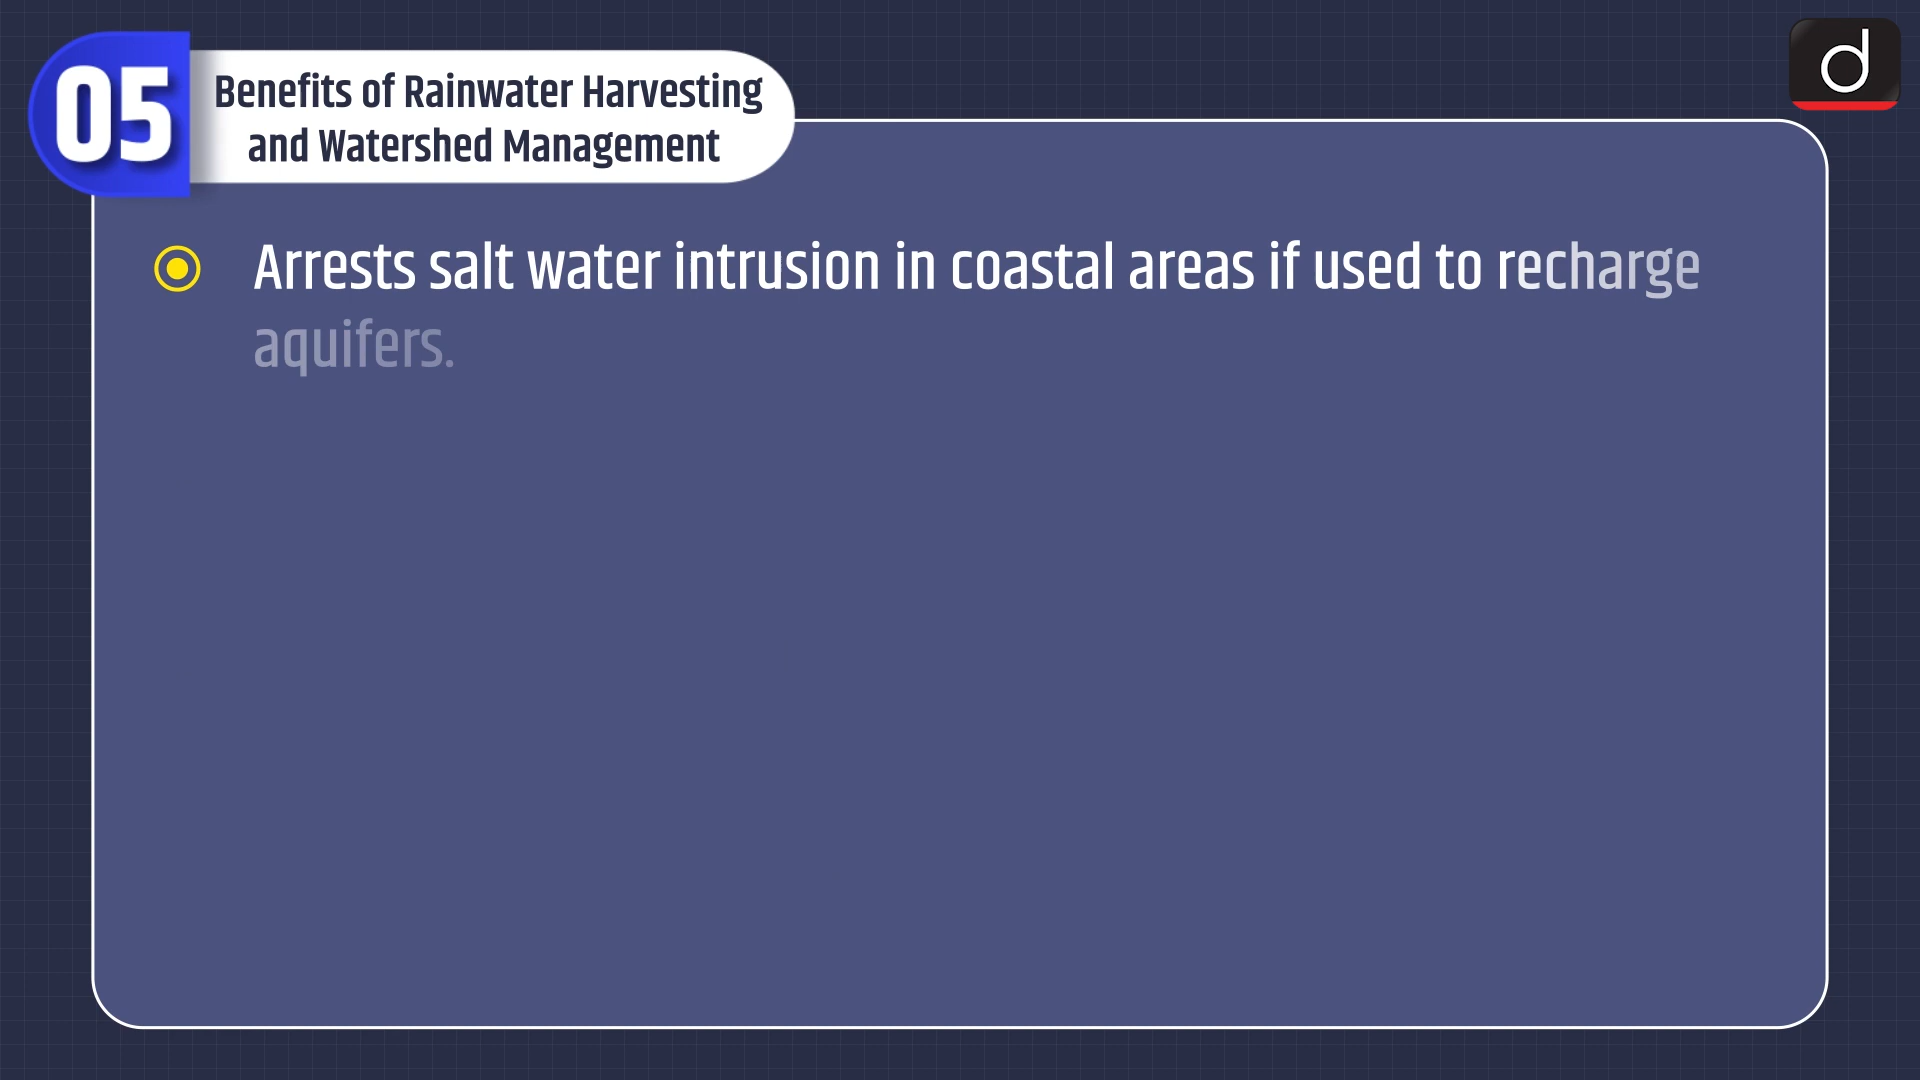 05
Benefits of Rainwater Harvesting
and Watershed Management
d
Arrests salt water intrusion in coastal areas if used to recharge
aquifers.